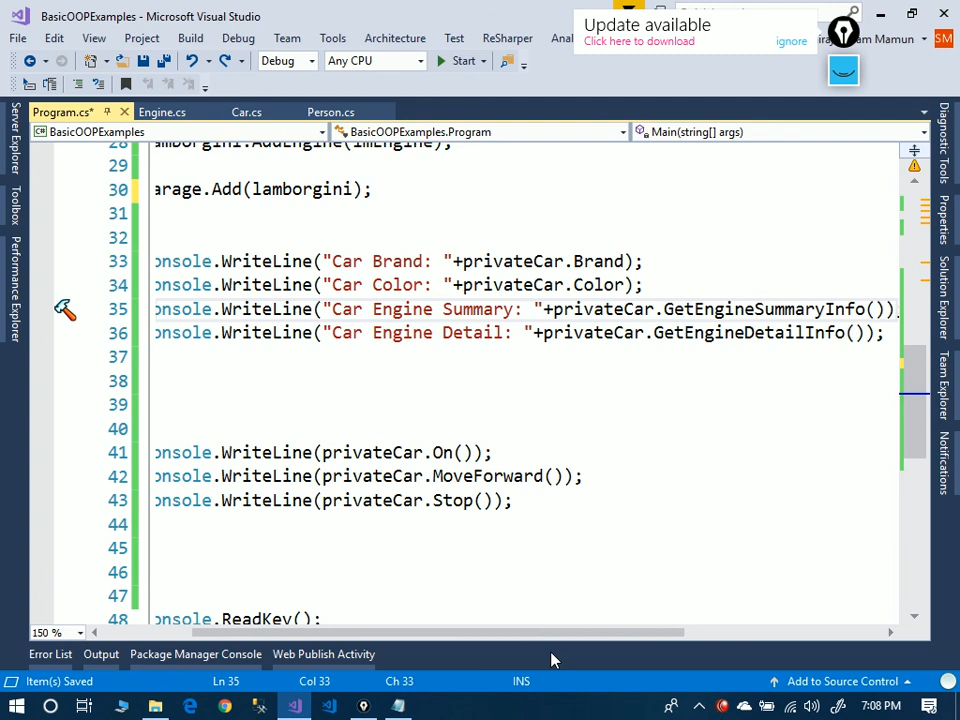 BasicOOPExamples - Microsoft Visual Studio
Update available
Click here to download
ignore
File Edit View Project Build Debug Team Tools Architecture Test ReSharper
Mamun SM
Debug Any CPU Start
Program.cs* Engine.cs Car.cs Person.cs
BasicOOPExamples BasicOOPExamples.Program Main(string[] args)
Server Explorer
Toolbox
Performance Explorer
28 amborgini.AddEngine(lmEngine);
29
30 arage.Add(lamborgini);
31
32
33 onsole.WriteLine("Car Brand: "+privateCar.Brand);
34 onsole.WriteLine("Car Color: "+privateCar.Color);
35 onsole.WriteLine("Car Engine Summary: "+privateCar.GetEngineSummaryInfo())
36 onsole.WriteLine("Car Engine Detail: "+privateCar.GetEngineDetailInfo());
37
38
39
40
41 onsole.WriteLine(privateCar.On());
42 onsole.WriteLine(privateCar.MoveForward());
43 onsole.WriteLine(privateCar.Stop());
44
45
46
47
48 onsole.ReadKey();
Diagnostic Tools
Properties
Solution Explorer
Team Explorer
Notifications
150 %
Error List Output Package Manager Console Web Publish Activity
Item(s) Saved Ln 35 Col 33 Ch 33 INS Add to Source Control
7:08 PM